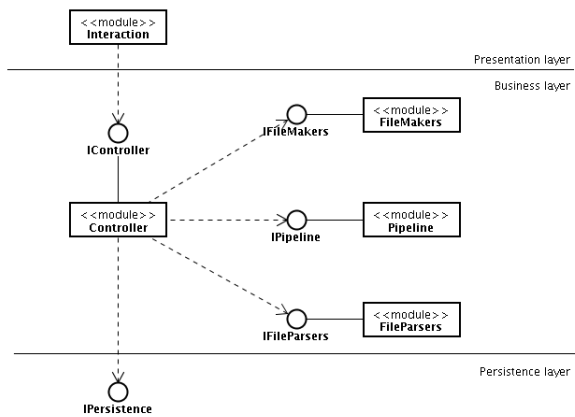 <<module>>
Interaction
Presentation layer
Business layer
IController
IFileMakers
<<module>>
FileMakers
<<module>>
Controller
IPipeline
<<module>>
Pipeline
IFileParsers
<<module>>
FileParsers
Persistence layer
IPersistence